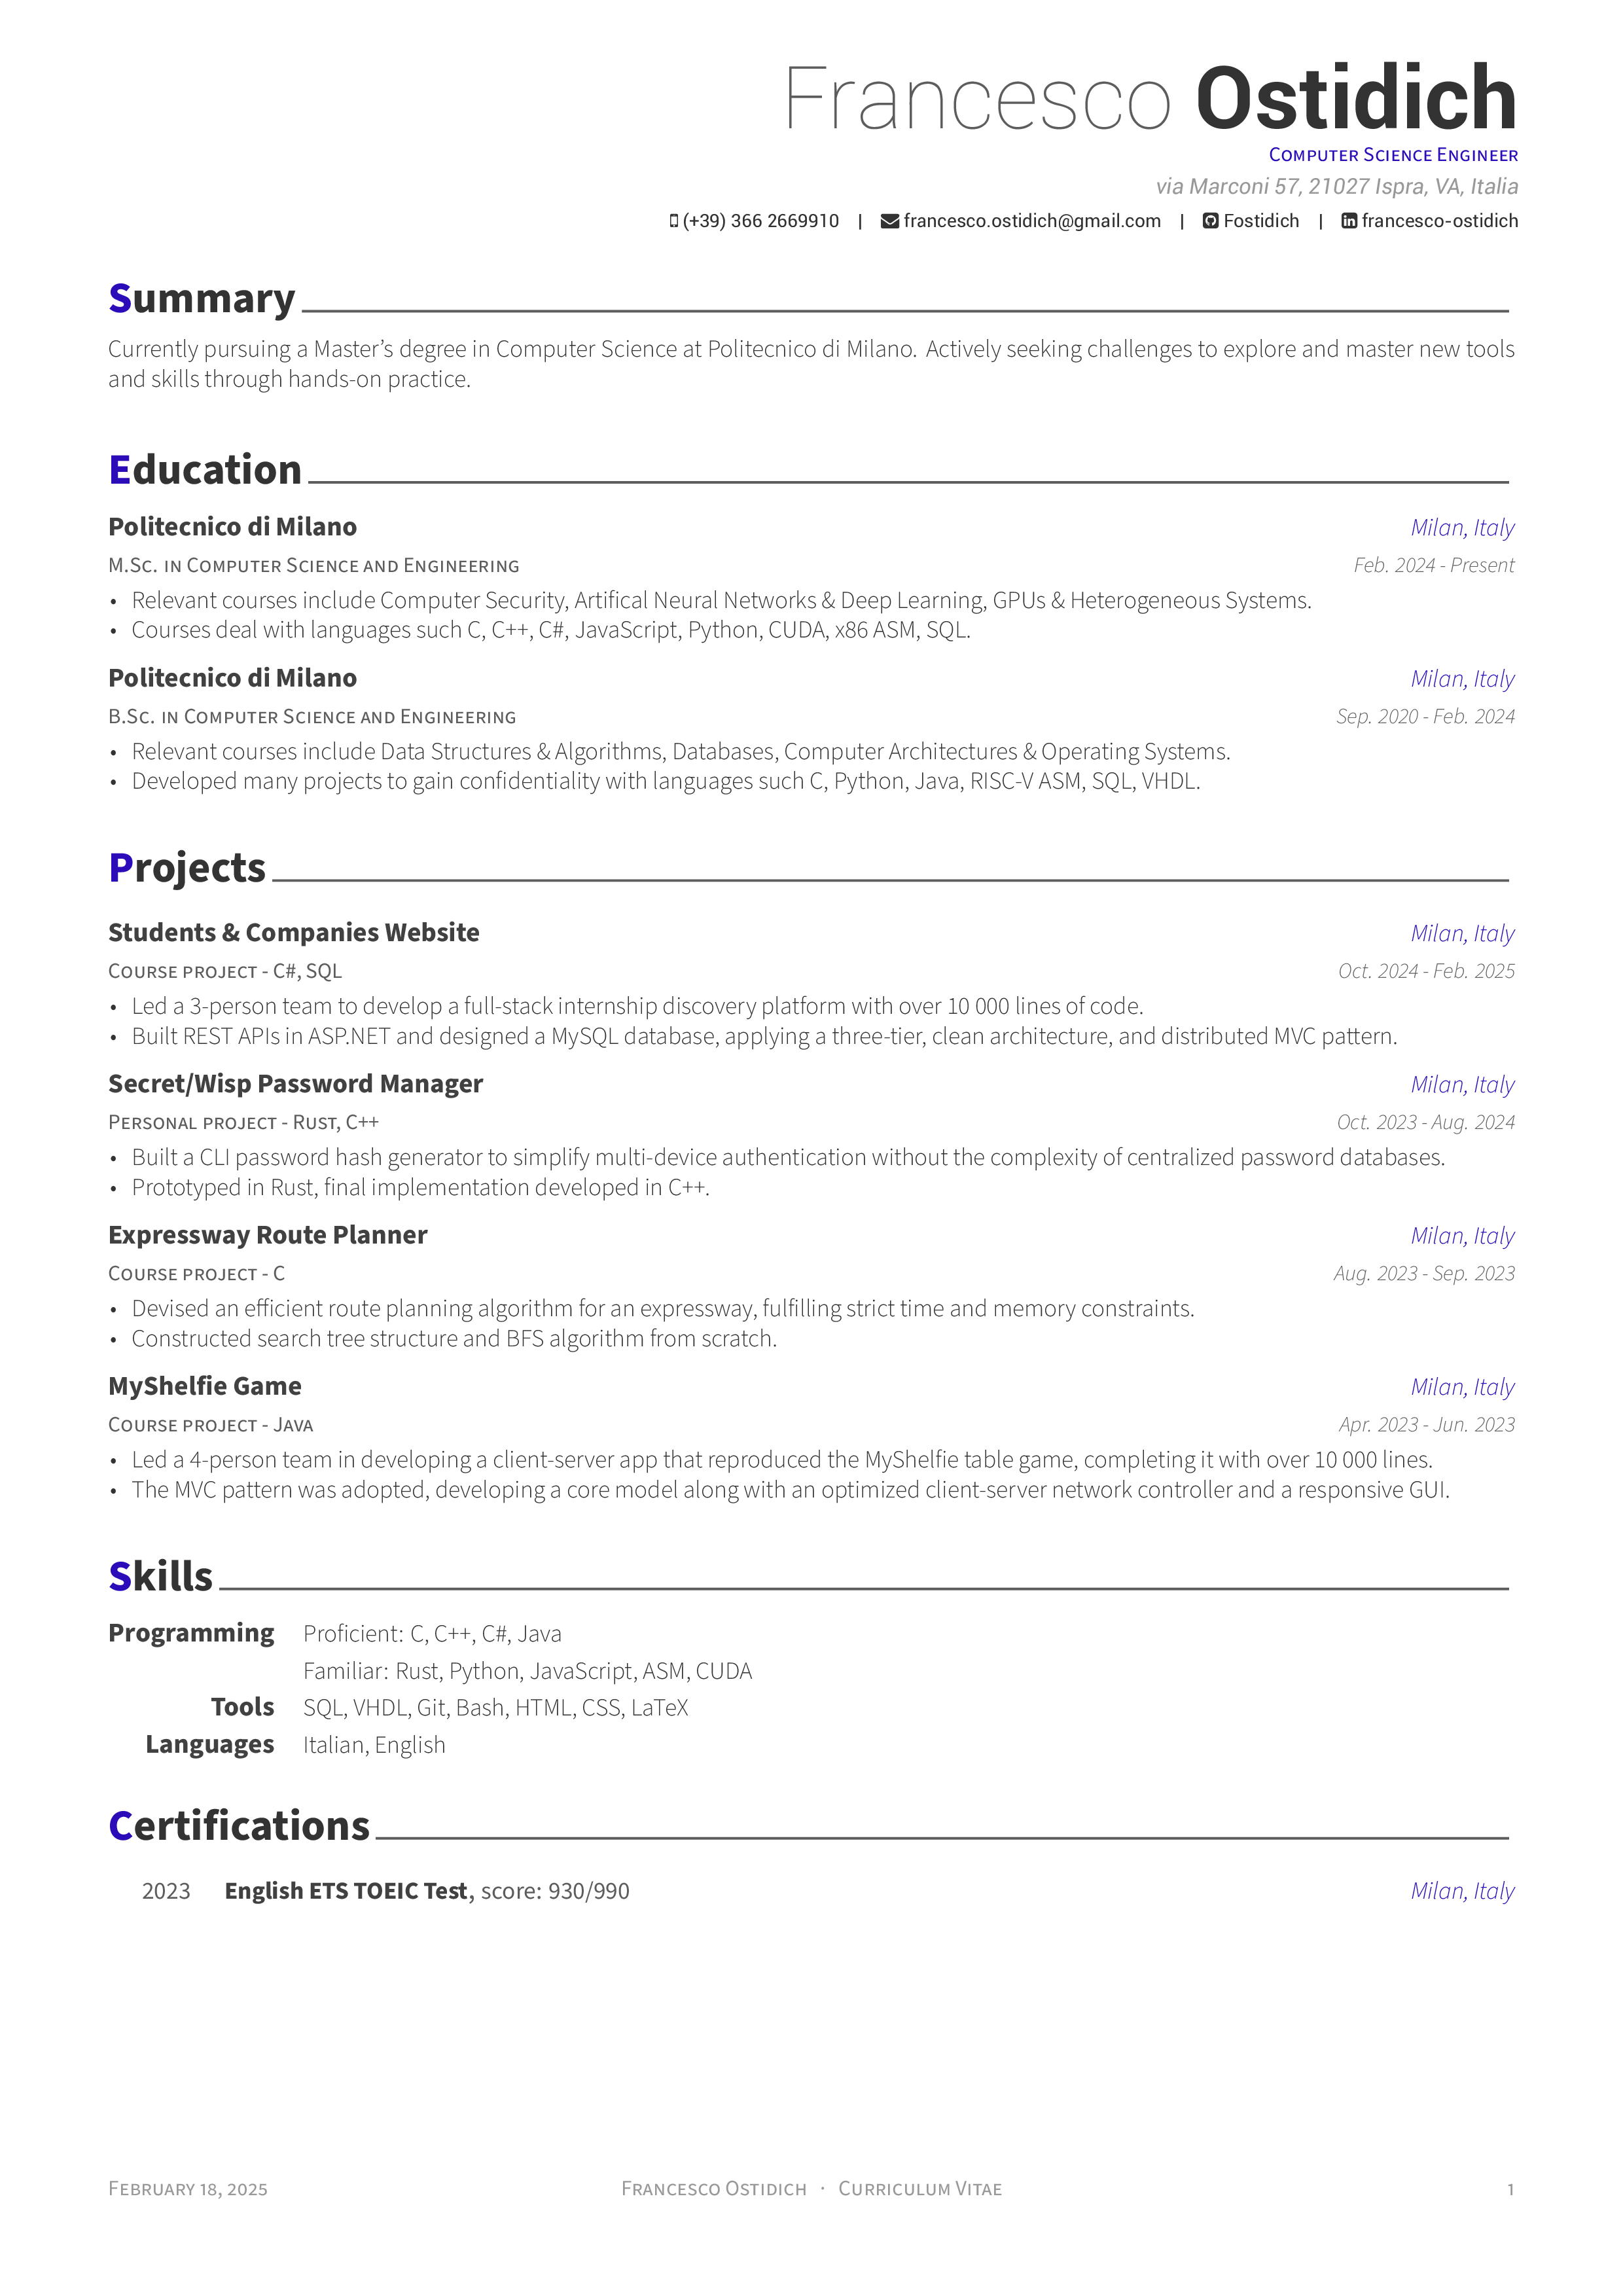 Francesco Ostidich
Computer Science Engineer
via Marconi 57, 21027 Ispra, VA, Italia
(+39) 366 2669910 | francesco.ostidich@gmail.com | Fostidich | francesco-ostidich
Summary
Currently pursuing a Master's degree in Computer Science at Politecnico di Milano. Actively seeking challenges to explore and master new tools
and skills through hands-on practice.
Education
Politecnico di Milano Milan, Italy
M.Sc. in Computer Science and Engineering Feb. 2024 - Present
• Relevant courses include Computer Security, Artifical Neural Networks & Deep Learning, GPUs & Heterogeneous Systems.
• Courses deal with languages such C, C++, C#, JavaScript, Python, CUDA, x86 ASM, SQL.
Politecnico di Milano Milan, Italy
B.Sc. in Computer Science and Engineering Sep. 2020 - Feb. 2024
• Relevant courses include Data Structures & Algorithms, Databases, Computer Architectures & Operating Systems.
• Developed many projects to gain confidentiality with languages such C, Python, Java, RISC-V ASM, SQL, VHDL.
Projects
Students & Companies Website Milan, Italy
Course project - C#, SQL Oct. 2024 - Feb. 2025
• Led a 3-person team to develop a full-stack internship discovery platform with over 10 000 lines of code.
• Built REST APIs in ASP.NET and designed a MySQL database, applying a three-tier, clean architecture, and distributed MVC pattern.
Secret/Wisp Password Manager Milan, Italy
Personal project - Rust, C++ Oct. 2023 - Aug. 2024
• Built a CLI password hash generator to simplify multi-device authentication without the complexity of centralized password databases.
• Prototyped in Rust, final implementation developed in C++.
Expressway Route Planner Milan, Italy
Course project - C Aug. 2023 - Sep. 2023
• Devised an efficient route planning algorithm for an expressway, fulfilling strict time and memory constraints.
• Constructed search tree structure and BFS algorithm from scratch.
MyShelfie Game Milan, Italy
Course project - Java Apr. 2023 - Jun. 2023
• Led a 4-person team in developing a client-server app that reproduced the MyShelfie table game, completing it with over 10 000 lines.
• The MVC pattern was adopted, developing a core model along with an optimized client-server network controller and a responsive GUI.
Skills
Programming Proficient: C, C++, C#, Java
Familiar: Rust, Python, JavaScript, ASM, CUDA
Tools SQL, VHDL, Git, Bash, HTML, CSS, LaTeX
Languages Italian, English
Certifications
2023 English ETS TOEIC Test, score: 930/990 Milan, Italy
February 18, 2025 Francesco Ostidich · Curriculum Vitae 1